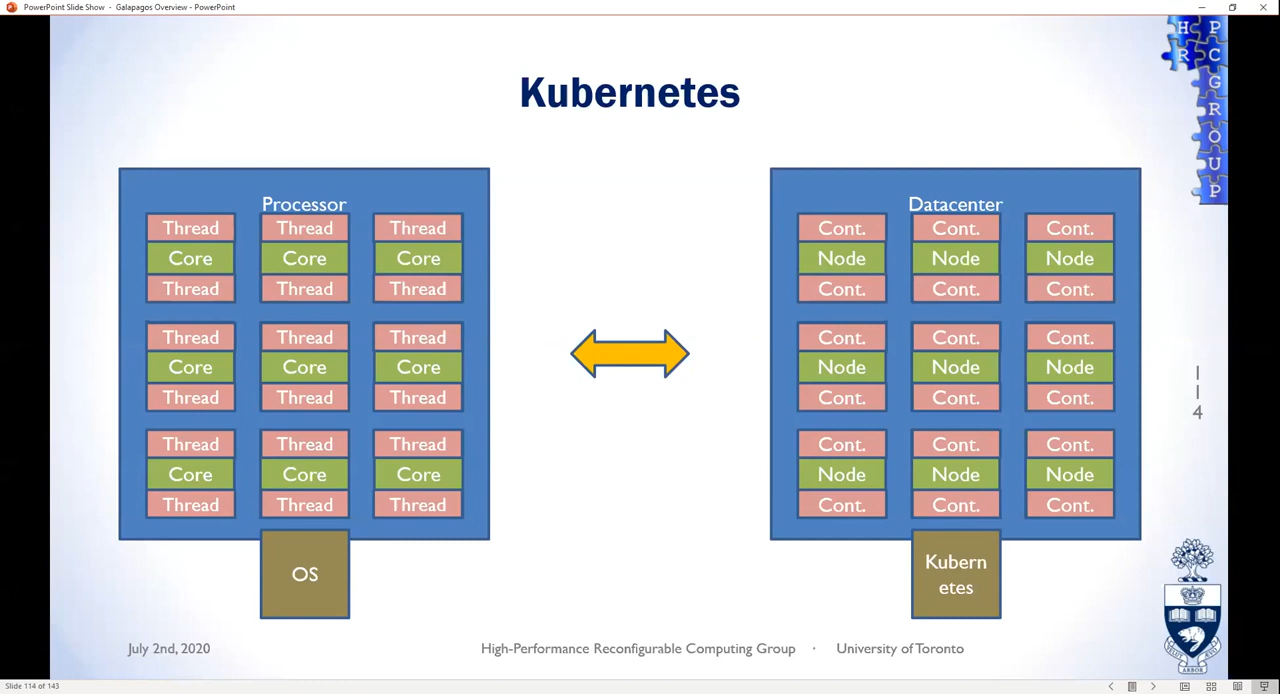 PowerPoint Slide Show - Galapagos Overview - PowerPoint
H P
R C
G
R
O
U
P
Kubernetes
Processor
Thread Thread Thread
Core Core Core
Thread Thread Thread
Thread Thread Thread
Core Core Core
Thread Thread Thread
Thread Thread Thread
Core Core Core
Thread Thread Thread
OS
Datacenter
Cont. Cont. Cont.
Node Node Node
Cont. Cont. Cont.
Cont. Cont. Cont.
Node Node Node
Cont. Cont. Cont.
Cont. Cont. Cont.
Node Node Node
Cont. Cont. Cont.
Kubern
etes
1
1
4
July 2nd, 2020
High-Performance Reconfigurable Computing Group · University of Toronto
Slide 114 of 143